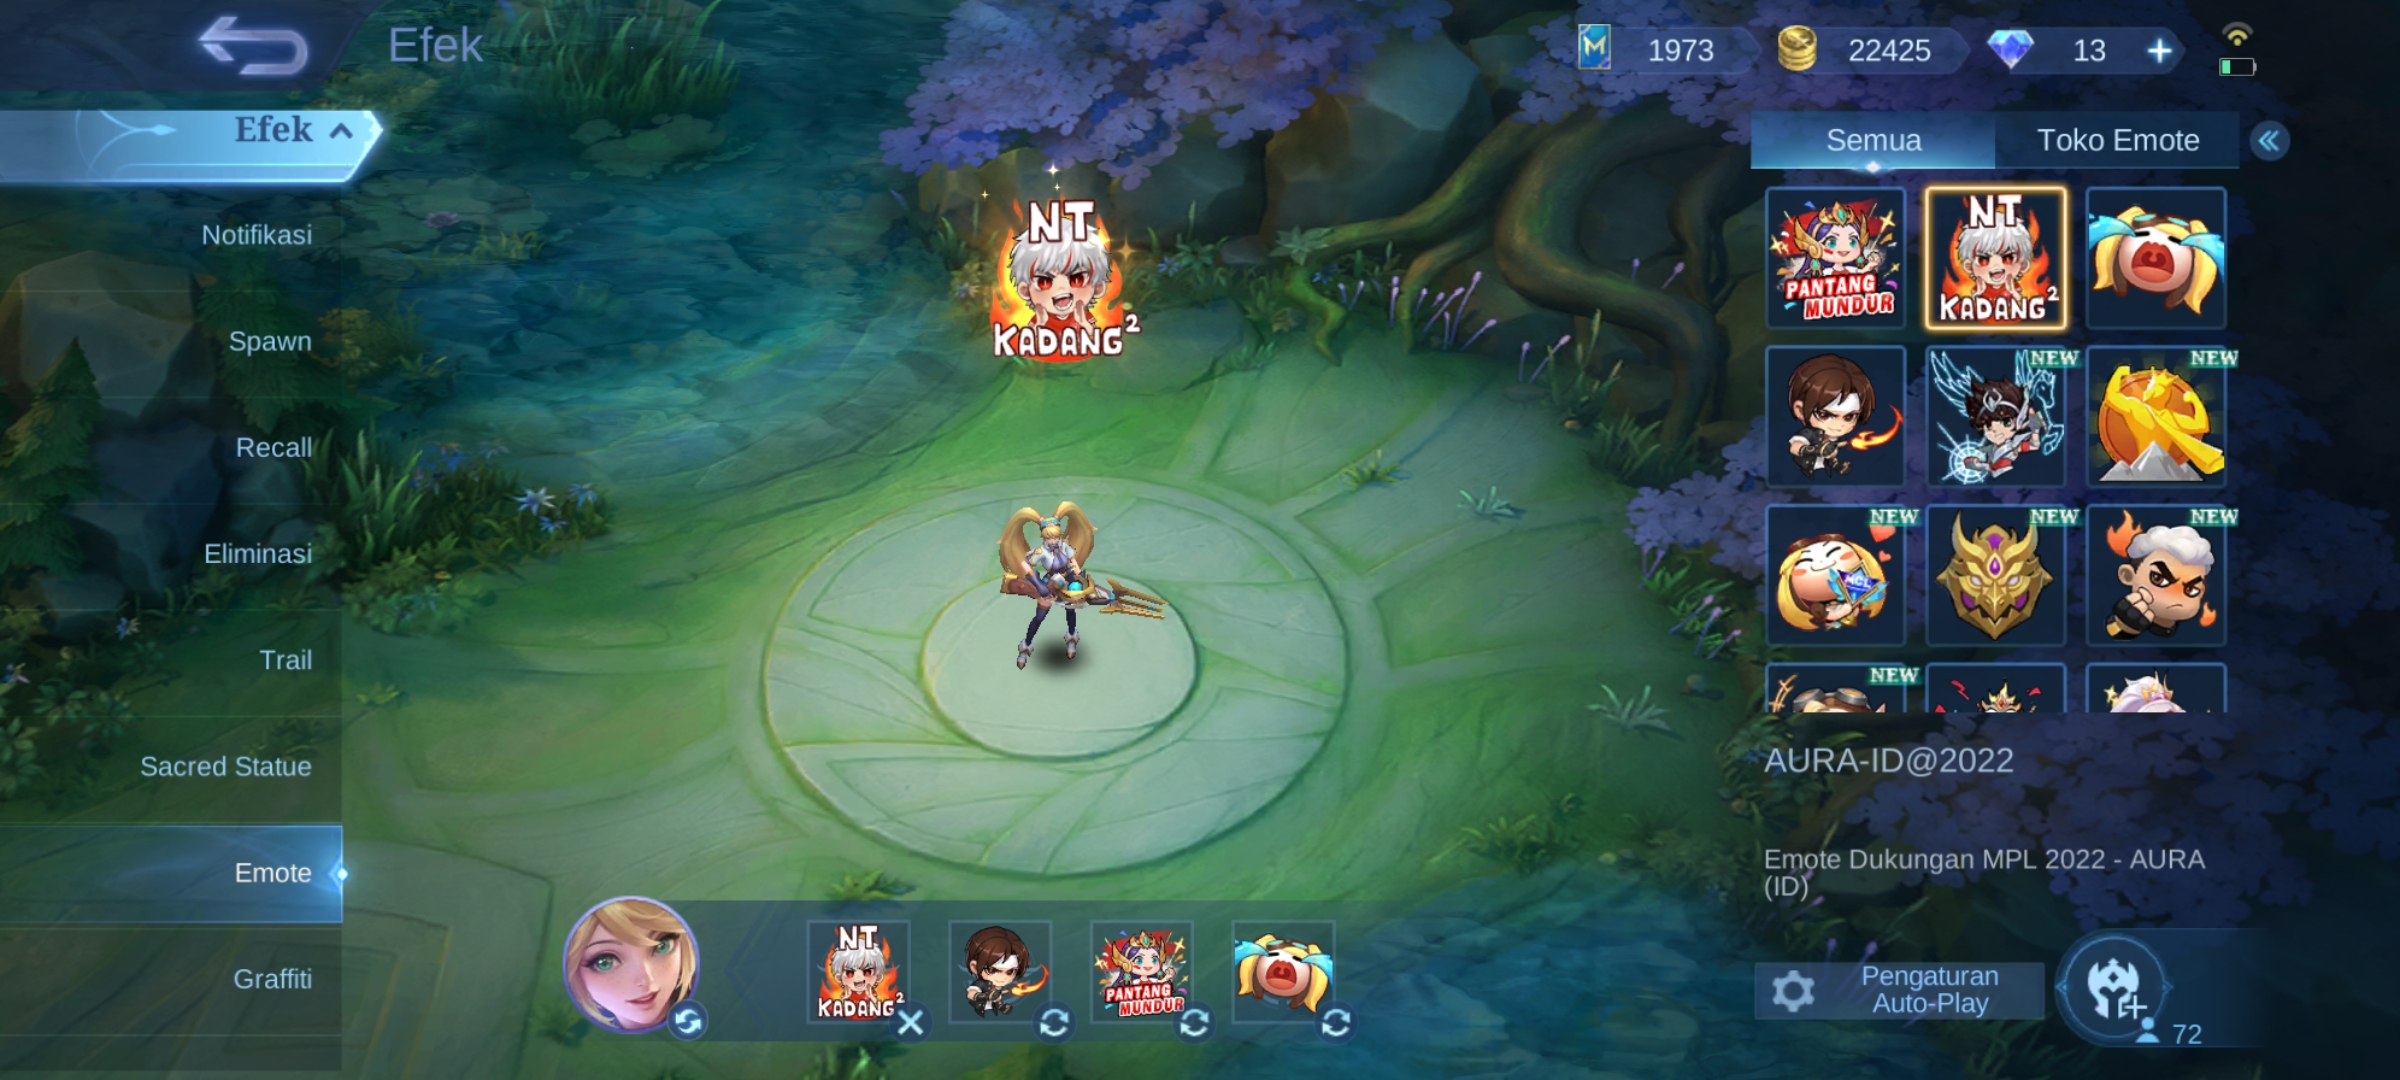 Efek
1973
22425
13
Efek
Notifikasi
Spawn
Recall
Eliminasi
Trail
Sacred Statue
Emote
Graffiti
NT
KADANG²
Semua
Toko Emote
PANTANG
MUNDUR
NT
KADANG²
NEW
NEW
NEW
MCL
NEW
NEW
NEW
AURA-ID@2022
Emote Dukungan MPL 2022 - AURA
(ID)
NT
KADANG²
PANTANG
MUNDUR
Pengaturan
Auto-Play
72